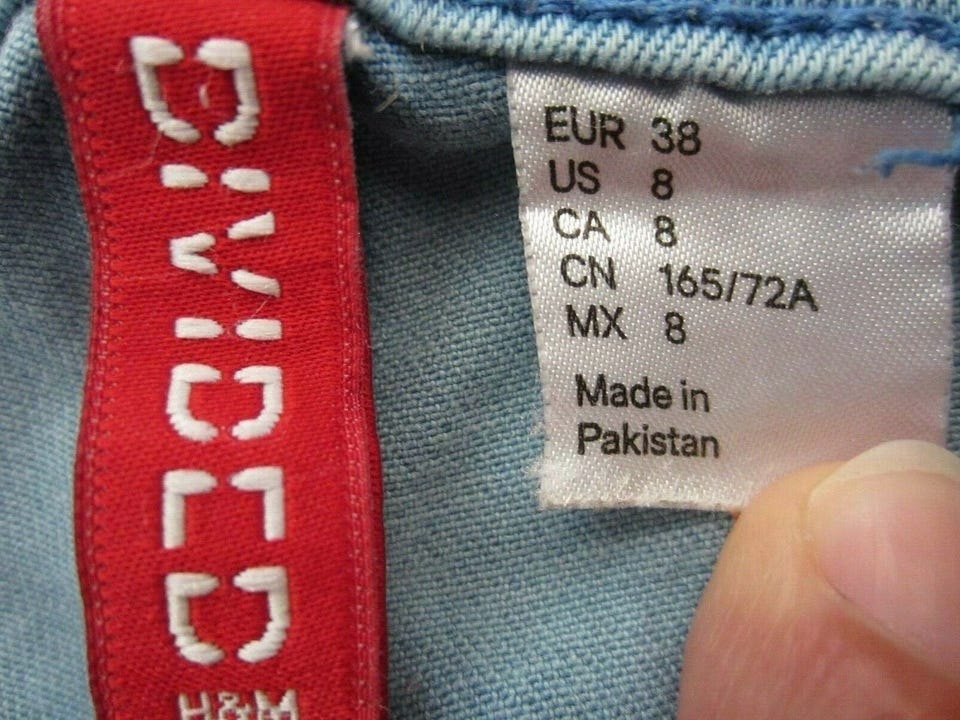 DIVIDED
H&M
EUR 38
US 8
CA 8
CN 165/72A
MX 8
Made in
Pakistan